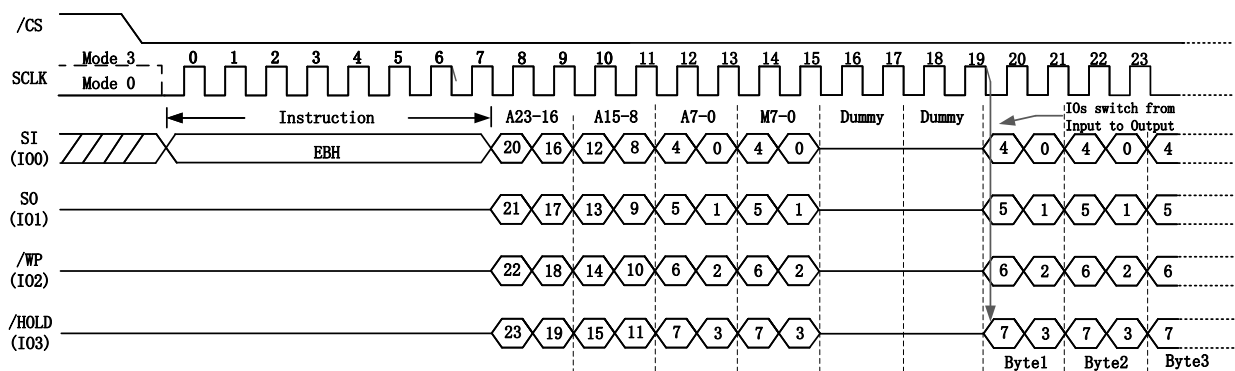 /CS
Mode 3 0 1 2 3 4 5 6 7 8 9 10 11 12 13 14 15 16 17 18 19 20 21 22 23
SCLK
Mode 0
Instruction A23-16 A15-8 A7-0 M7-0 Dummy Dummy IOs switch from
Input to Output
SI
(IO0) EBH 20 16 12 8 4 0 4 0 4 0 4 0 4
SO
(IO1) 21 17 13 9 5 1 5 1 5 1 5 1 5
/WP
(IO2) 22 18 14 10 6 2 6 2 6 2 6 2 6
/HOLD
(IO3) 23 19 15 11 7 3 7 3 7 3 7 3 7
Byte1 Byte2 Byte3